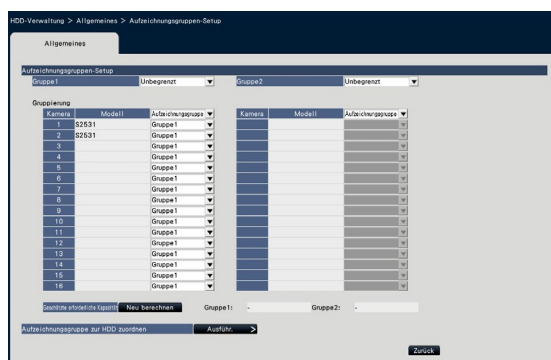 HDD-Verwaltung > Allgemeines > Aufzeichnungsgruppen-Setup
Allgemeines
Aufzeichnungsgruppen-Setup
Gruppe1 Unbegrenzt Gruppe2 Unbegrenzt
Gruppierung
Kamera Modell Aufzeichnungsgruppe Kamera Modell Aufzeichnungsgruppe
1 S2531 Gruppe1
2 S2531 Gruppe1
3 Gruppe1
4 Gruppe1
5 Gruppe1
6 Gruppe1
7 Gruppe1
8 Gruppe1
9 Gruppe1
10 Gruppe1
11 Gruppe1
12 Gruppe1
13 Gruppe1
14 Gruppe1
15 Gruppe1
16 Gruppe1
Geschätzte erforderliche Kapazität Neu berechnen Gruppe1: - Gruppe2: -
Aufzeichnungsgruppe zur HDD zuordnen Ausführ. >
Zurück